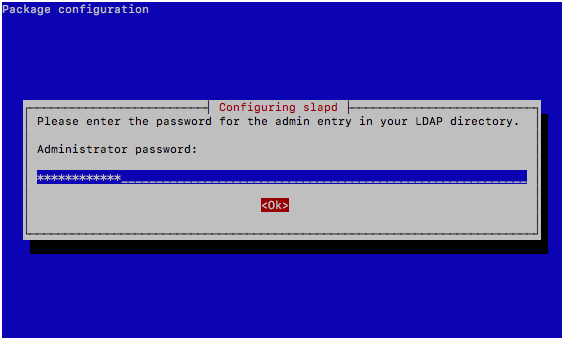 Package configuration
Configuring slapd
Please enter the password for the admin entry in your LDAP directory.
Administrator password:
************
<Ok>